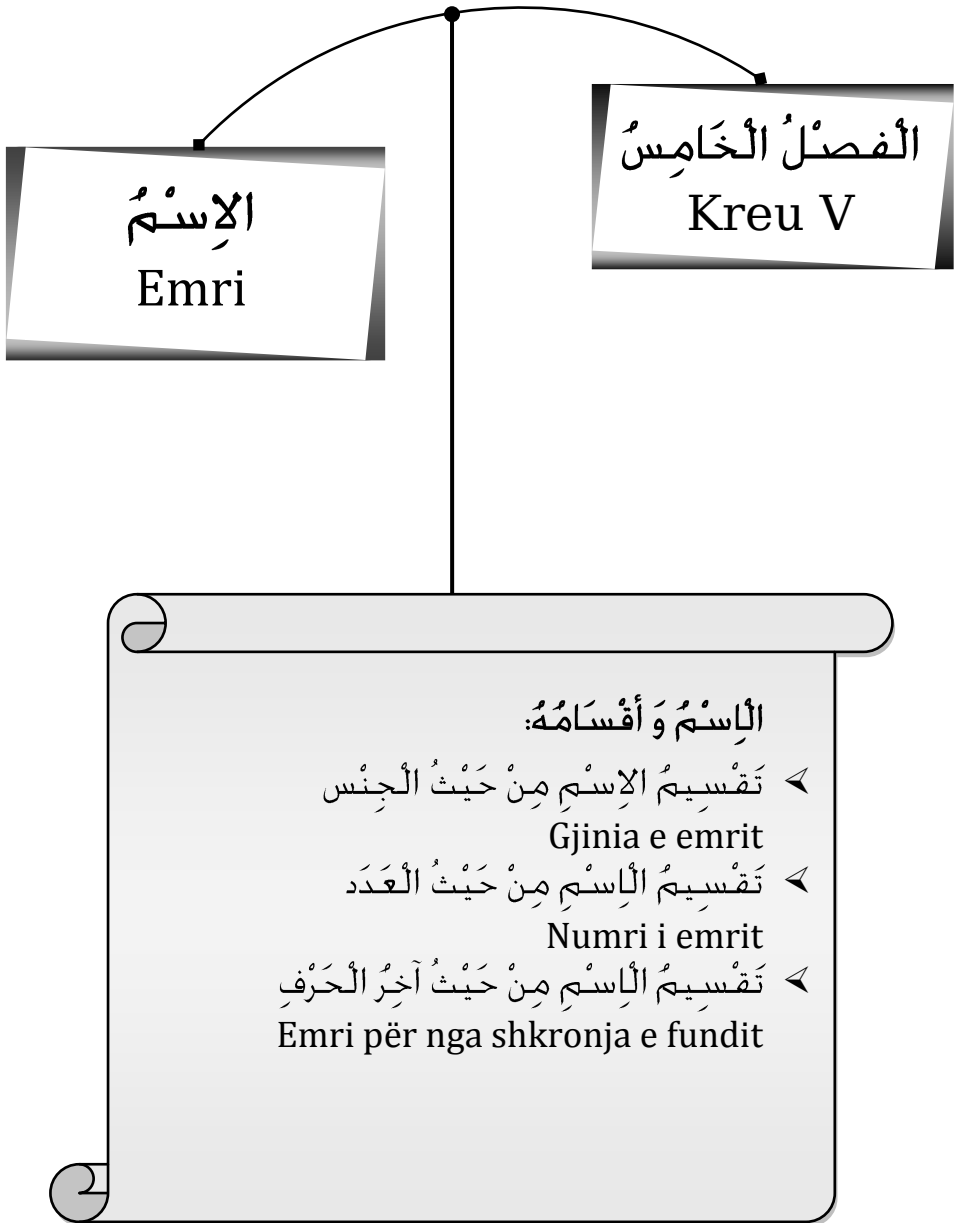 الْفصْلُ الْخَامِسُ
Kreu V
الاِسْمُ
Emri
الْاِسْمُ وَ أَقْسَامُهُ:
تَقْسِيمُ الاِسْمِ مِنْ حَيْثُ الْجِنْس
Gjinia e emrit
تَقْسِيمُ الْاِسْمِ مِنْ حَيْثُ الْعَدَد
Numri i emrit
تَقْسِيمُ الْاِسْمِ مِنْ حَيْثُ آخِرُ الْحَرْفِ
Emri për nga shkronja e fundit